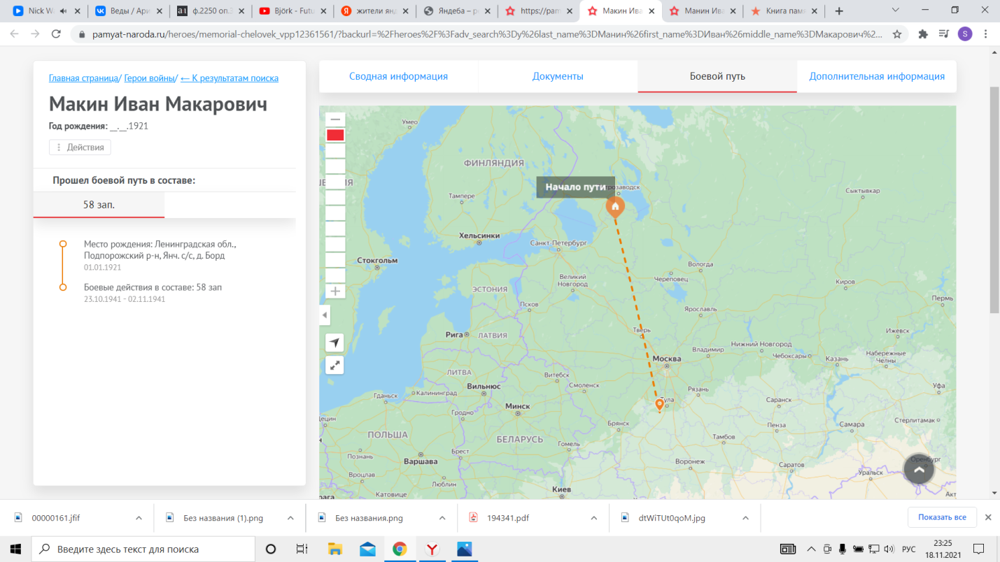 Nick W
Веды / Ари
ф.2250 оп.3
Björk - Futu
жители янд
Яндеба – р
https://pam
Макин Ива
Манин Ива
Книга памя
pamyat-naroda.ru/heroes/memorial-chelovek_vpp12361561/?backurl=%2Fheroes%2F%3Fadv_search%3Dy%26last_name%3DМанин%26first_name%3DИван%26middle_name%3DМакарович%2...
S
Главная страница/ Герои войны/ ← К результатам поиска
Макин Иван Макарович
Год рождения: __.__.1921
Действия
Прошел боевой путь в составе:
58 зап.
Место рождения: Ленинградская обл.,
Подпорожский р-н, Янч. с/с, д. Борд
01.01.1921
Боевые действия в составе: 58 зап
23.10.1941 - 02.11.1941
Сводная информация
Документы
Боевой путь
Дополнительная информация
Умео
ФИНЛЯНДИЯ
Начало пути
розаводск
Сыктывкар
Тампере
Хельсинки
Санкт-Петербург
Стокгольм
Вологда
Череповец
Великий
Новгород
Киров
ЭСТОНИЯ
Псков
Пермь
Ярославль
Тверь
Ижевск
Рига
ЛАТВИЯ
Нижний Новгород
Владимир
Чебоксары
Казань
Набережные
Челны
Москва
ЛИТВА
Витебск
Смоленск
Вильнюс
Рязань
Уфа
Калининград
Гданьск
Тула
Саранск
Минск
Гродно
Брянск
Пенза
Самара
Стерлитамак
децин
ПОЛЬША
БЕЛАРУСЬ
Гомель
Тамбов
Брест
Познань
Варшава
Воронеж
Саратов
Оренбург
Уральск
Вроцлав
Люблин
Киев
Катовице
рага
Акт
00000161.jfif
Без названия (1).png
Без названия.png
194341.pdf
dtWiTUt0qoM.jpg
Показать все
Введите здесь текст для поиска
РУС
23:25
18.11.2021